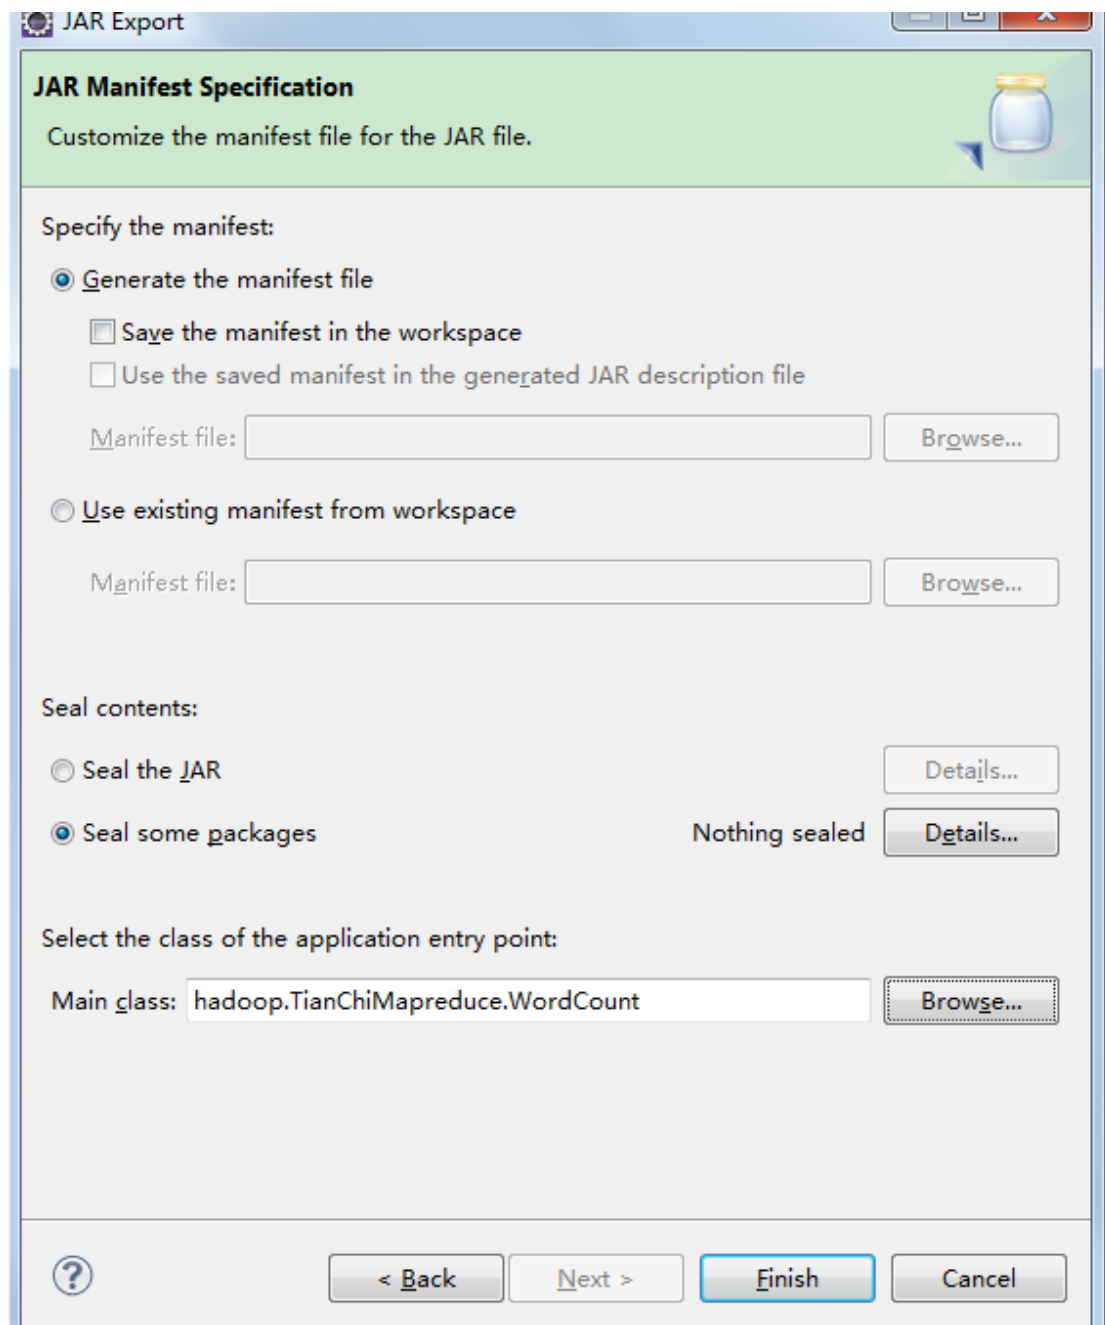 JAR Export
JAR Manifest Specification
Customize the manifest file for the JAR file.
Specify the manifest:
Generate the manifest file
Save the manifest in the workspace
Use the saved manifest in the generated JAR description file
Manifest file: Browse...
Use existing manifest from workspace
Manifest file: Browse...
Seal contents:
Seal the JAR Details...
Seal some packages Nothing sealed Details...
Select the class of the application entry point:
Main class: hadoop.TianChiMapreduce.WordCount Browse...
? < Back Next > Finish Cancel